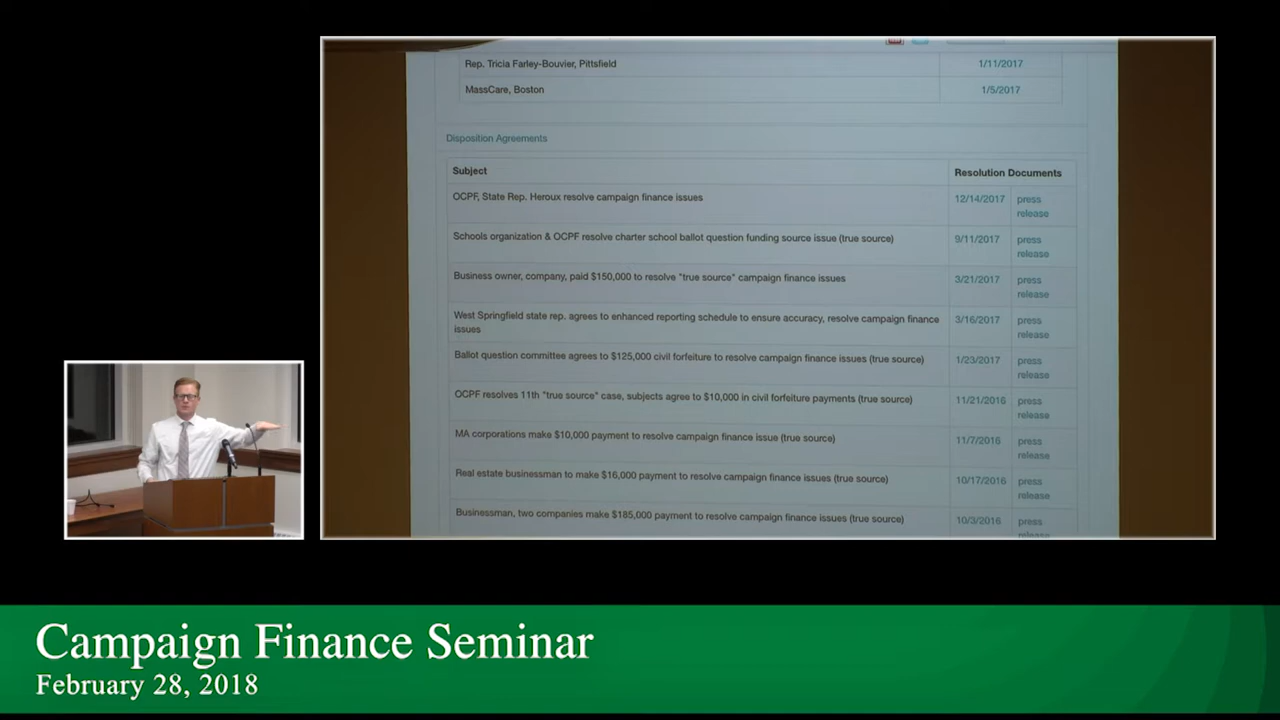 Rep. Tricia Farley-Bouvier, Pittsfield 1/11/2017
MassCare, Boston 1/5/2017
Disposition Agreements
Subject Resolution Documents
OCPF, State Rep. Heroux resolve campaign finance issues 12/14/2017 press
release
Schools organization & OCPF resolve charter school ballot question funding source issue (true source) 9/11/2017 press
release
Business owner, company, paid $150,000 to resolve "true source" campaign finance issues 3/21/2017 press
release
West Springfield state rep. agrees to enhanced reporting schedule to ensure accuracy, resolve campaign finance 3/16/2017 press
issues release
Ballot question committee agrees to $125,000 civil forfeiture to resolve campaign finance issues (true source) 1/23/2017 press
release
OCPF resolves 11th "true source" case, subjects agree to $10,000 in civil forfeiture payments (true source) 11/21/2016 press
release
MA corporations make $10,000 payment to resolve campaign finance issue (true source) 11/7/2016 press
release
Real estate businessman to make $16,000 payment to resolve campaign finance issues (true source) 10/17/2016 press
release
Businessman, two companies make $185,000 payment to resolve campaign finance issues (true source) 10/3/2016 press
release
Campaign Finance Seminar
February 28, 2018